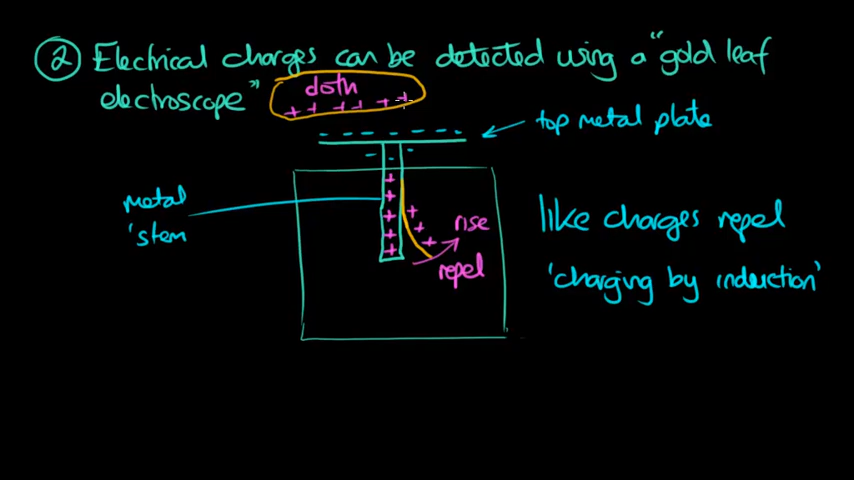 ② Electrical charges can be detected using a "gold leaf
electroscope"
cloth
+ + + + + +
- - - - - - -
top metal plate
- - -
metal
'stem
+
+
+
+
+
+
+
+
rise
repel
like charges repel
'charging by induction'